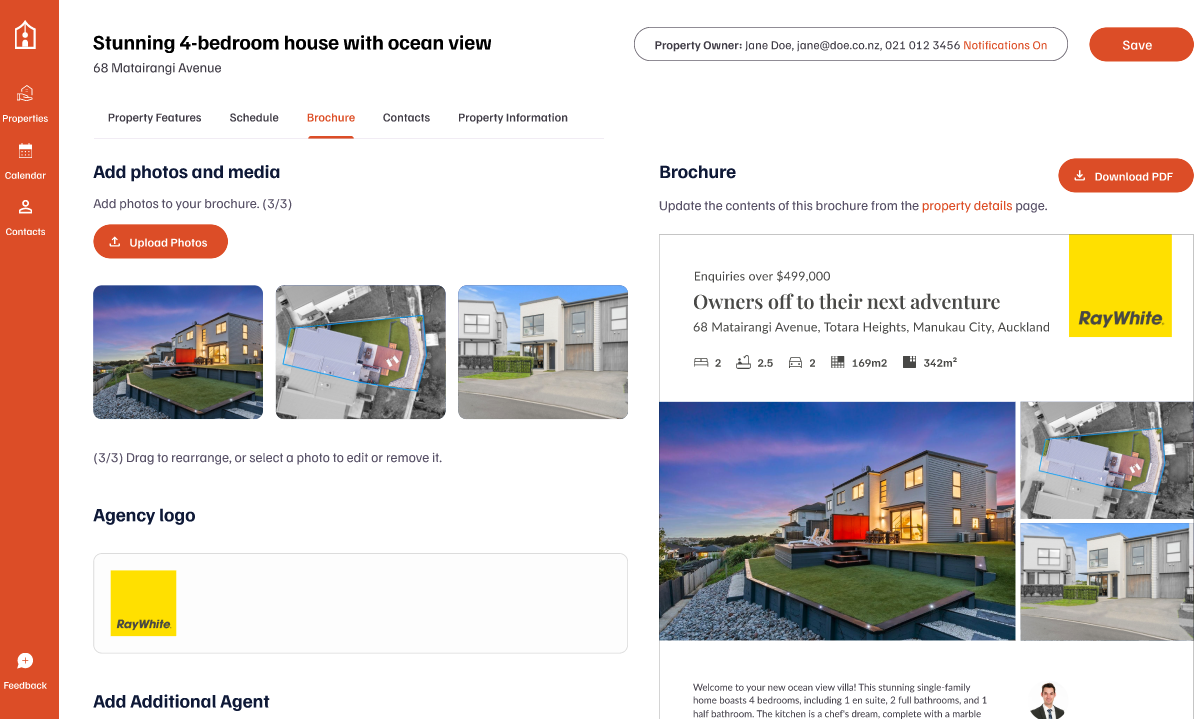 Stunning 4-bedroom house with ocean view
68 Matairangi Avenue
Property Owner: Jane Doe, jane@doe.co.nz, 021 012 3456 Notifications On
Save
Properties
Calendar
Contacts
Feedback
Property Features
Schedule
Brochure
Contacts
Property Information
Add photos and media
Add photos to your brochure. (3/3)
Upload Photos
(3/3) Drag to rearrange, or select a photo to edit or remove it.
Agency logo
RayWhite.
Add Additional Agent
Brochure
Download PDF
Update the contents of this brochure from the property details page.
Enquiries over $499,000
Owners off to their next adventure
68 Matairangi Avenue, Totara Heights, Manukau City, Auckland
RayWhite.
2
2.5
2
169m2
342m²
Welcome to your new ocean view villa! This stunning single-family
home boasts 4 bedrooms, including 1 en suite, 2 full bathrooms, and 1
half bathroom. The kitchen is a chef's dream, complete with a marble